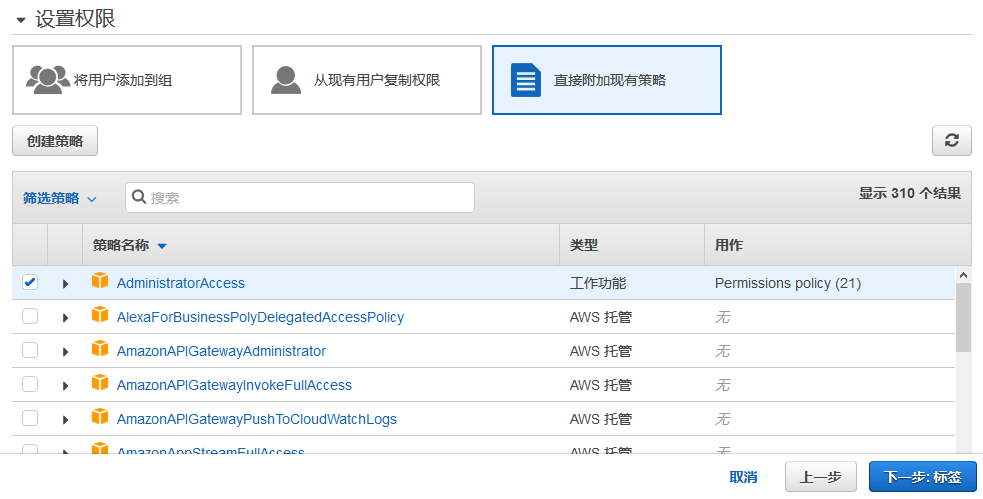 设置权限
将用户添加到组
从现有用户复制权限
直接附加现有策略
创建策略
筛选策略
搜索
显示 310 个结果
策略名称 类型 用作
AdministratorAccess 工作功能 Permissions policy (21)
AlexaForBusinessPolyDelegatedAccessPolicy AWS 托管 无
AmazonAPIGatewayAdministrator AWS 托管 无
AmazonAPIGatewayInvokeFullAccess AWS 托管 无
AmazonAPIGatewayPushToCloudWatchLogs AWS 托管 无
AmazonAppStreamFullAccess AWS 托管 无
取消 上一步 下一步: 标签